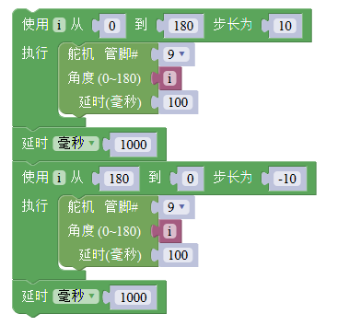 使用 i 从 0 到 180 步长为 10
执行 舵机 管脚# 9
角度 (0~180) i
延时(毫秒) 100
延时 毫秒 1000
使用 i 从 180 到 0 步长为 -10
执行 舵机 管脚# 9
角度 (0~180) i
延时(毫秒) 100
延时 毫秒 1000